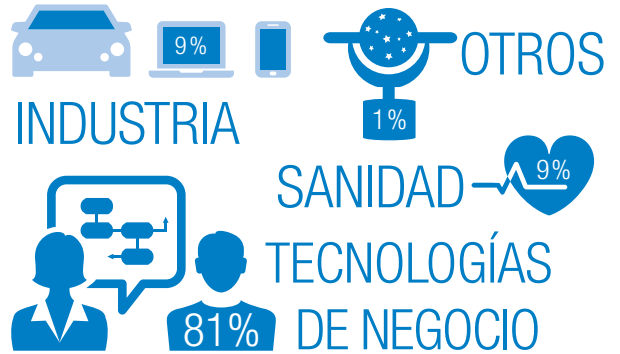 9%
INDUSTRIA
OTROS
1%
SANIDAD
9%
TECNOLOGÍAS
DE NEGOCIO
81%